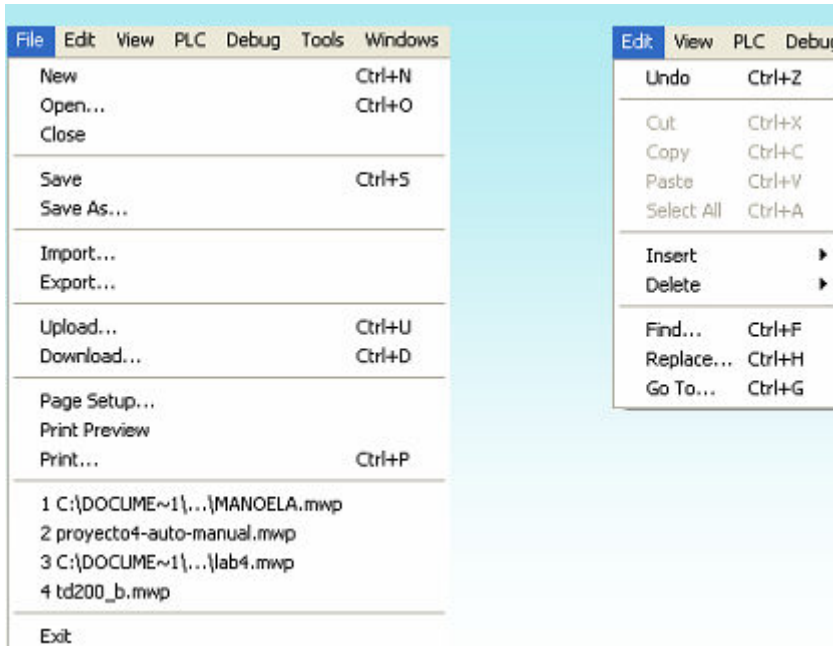 File Edit View PLC Debug Tools Windows
New Ctrl+N
Open... Ctrl+O
Close
Save Ctrl+S
Save As...
Import...
Export...
Upload... Ctrl+U
Download... Ctrl+D
Page Setup...
Print Preview
Print... Ctrl+P
1 C:\DOCUME~1\...\MANOELA.mwp
2 proyecto4-auto-manual.mwp
3 C:\DOCUME~1\...\lab4.mwp
4 td200_b.mwp
Exit
Edit View PLC Debug
Undo Ctrl+Z
Cut Ctrl+X
Copy Ctrl+C
Paste Ctrl+V
Select All Ctrl+A
Insert
Delete
Find... Ctrl+F
Replace... Ctrl+H
Go To... Ctrl+G